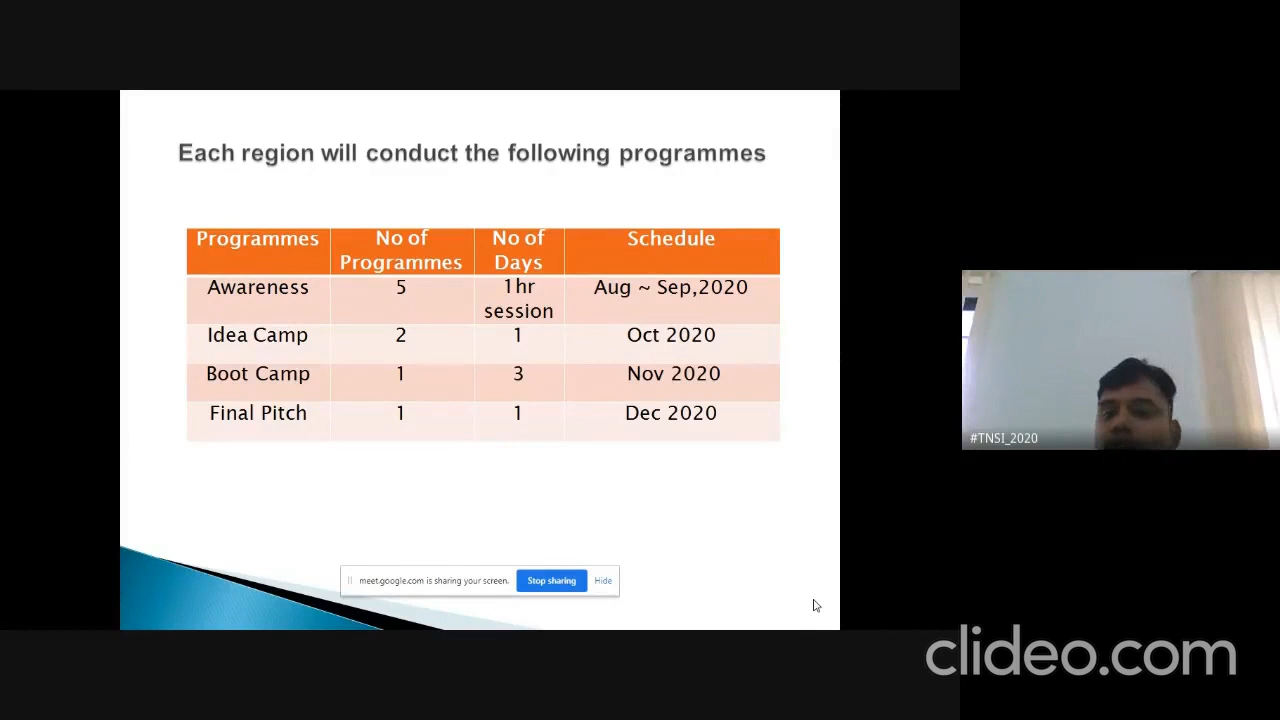 Each region will conduct the following programmes
Programmes No of Programmes No of Days Schedule
Awareness 5 1hr session Aug ~ Sep,2020
Idea Camp 2 1 Oct 2020
Boot Camp 1 3 Nov 2020
Final Pitch 1 1 Dec 2020
#TNSI_2020
meet.google.com is sharing your screen. Stop sharing Hide
clideo.com